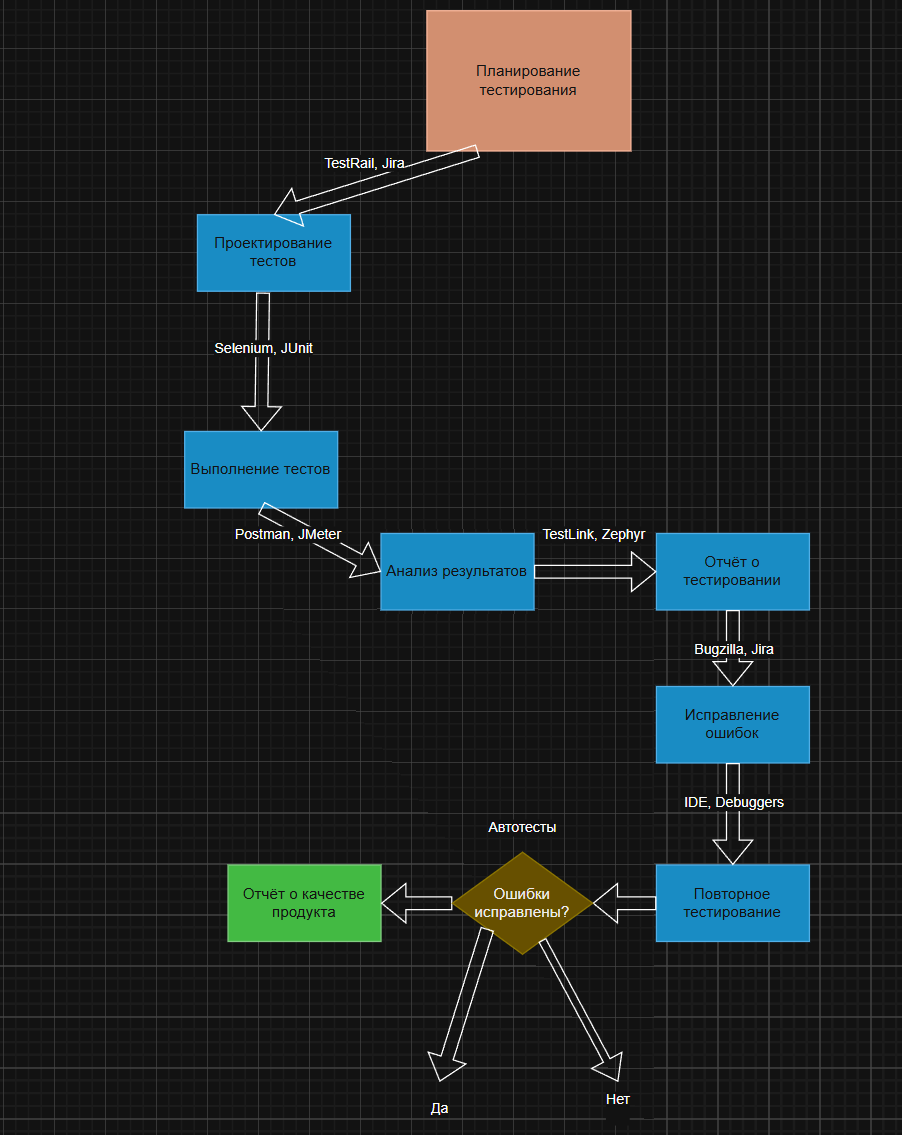 Планирование
тестирования
TestRail, Jira
Проектирование
тестов
Selenium, JUnit
Выполнение тестов
Postman, JMeter
Анализ результатов
TestLink, Zephyr
Отчёт о
тестировании
Bugzilla, Jira
Исправление
ошибок
IDE, Debuggers
Повторное
тестирование
Автотесты
Ошибки
исправлены?
Отчёт о качестве
продукта
Да
Нет